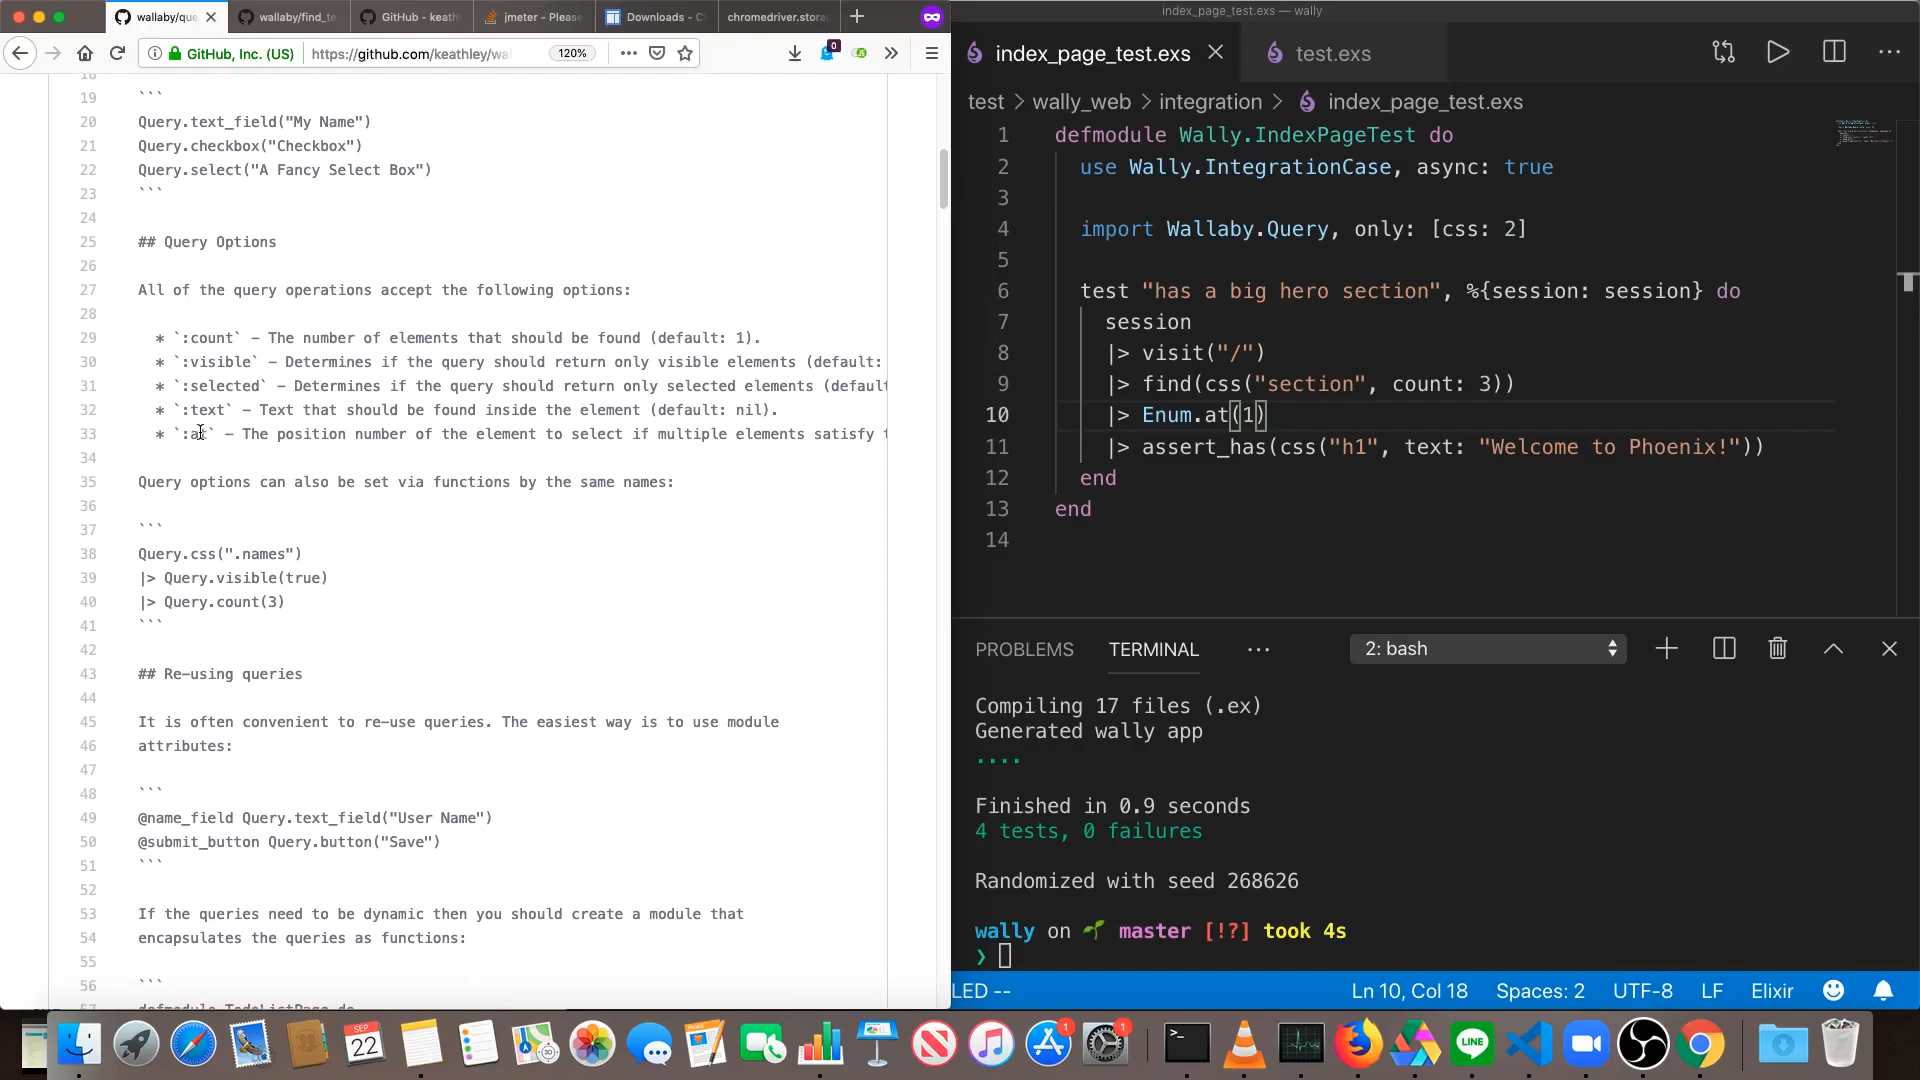 index_page_test.exs — wally
wallaby/que
wallaby/find_te
GitHub - keath
jmeter - Please
Downloads - C
chromedriver.stora
GitHub, Inc. (US)
https://github.com/keathley/wa
120%
0
18
19 ```
20 Query.text_field("My Name")
21 Query.checkbox("Checkbox")
22 Query.select("A Fancy Select Box")
23 ```
24
25 ## Query Options
26
27 All of the query operations accept the following options:
28
29 * `:count` - The number of elements that should be found (default: 1).
30 * `:visible` - Determines if the query should return only visible elements (default:
31 * `:selected` - Determines if the query should return only selected elements (default
32 * `:text` - Text that should be found inside the element (default: nil).
33 * `:at` - The position number of the element to select if multiple elements satisfy t
34
35 Query options can also be set via functions by the same names:
36
37 ```
38 Query.css(".names")
39 |> Query.visible(true)
40 |> Query.count(3)
41 ```
42
43 ## Re-using queries
44
45 It is often convenient to re-use queries. The easiest way is to use module
46 attributes:
47
48 ```
49 @name_field Query.text_field("User Name")
50 @submit_button Query.button("Save")
51 ```
52
53 If the queries need to be dynamic then you should create a module that
54 encapsulates the queries as functions:
55
56 ```
57 defmodule TodoListPage do
index_page_test.exs
test.exs
test > wally_web > integration > index_page_test.exs
1 defmodule Wally.IndexPageTest do
2 use Wally.IntegrationCase, async: true
3
4 import Wallaby.Query, only: [css: 2]
5
6 test "has a big hero section", %{session: session} do
7 session
8 |> visit("/")
9 |> find(css("section", count: 3))
10 |> Enum.at(1)
11 |> assert_has(css("h1", text: "Welcome to Phoenix!"))
12 end
13 end
14
PROBLEMS
TERMINAL
2: bash
Compiling 17 files (.ex)
Generated wally app
....
Finished in 0.9 seconds
4 tests, 0 failures
Randomized with seed 268626
wally on master [!?] took 4s
❯
LED --
Ln 10, Col 18
Spaces: 2
UTF-8
LF
Elixir
SEP
22
1
1
LINE